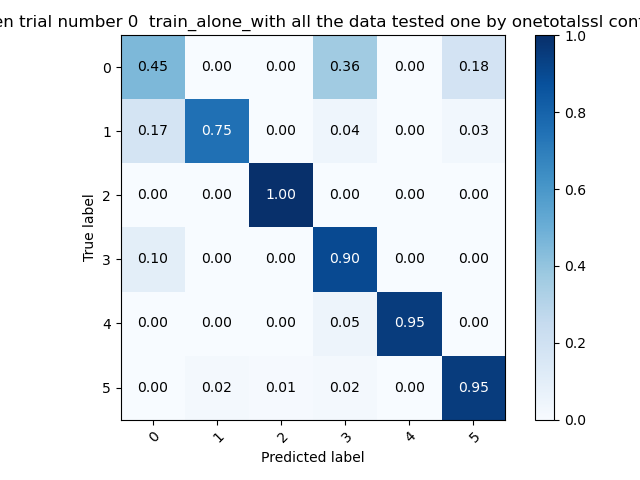 en trial number 0 train_alone_with all the data tested one by onetotalssl con
0 0.45 0.00 0.00 0.36 0.00 0.18
1 0.17 0.75 0.00 0.04 0.00 0.03
2 0.00 0.00 1.00 0.00 0.00 0.00
3 0.10 0.00 0.00 0.90 0.00 0.00
4 0.00 0.00 0.00 0.05 0.95 0.00
5 0.00 0.02 0.01 0.02 0.00 0.95
0 1 2 3 4 5
True label
Predicted label
1.0
0.8
0.6
0.4
0.2
0.0